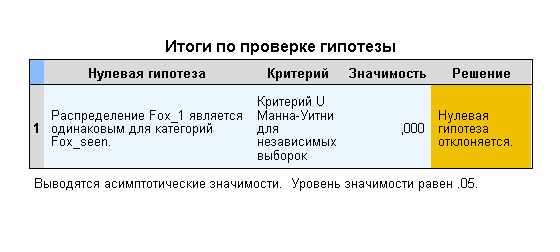 Итоги по проверке гипотезы
Нулевая гипотеза Критерий Значимость Решение
1 Распределение Fox_1 является одинаковым для категорий Fox_seen. Критерий U Манна-Уитни для независимых выборок ,000 Нулевая гипотеза отклоняется.
Выводятся асимптотические значимости. Уровень значимости равен .05.